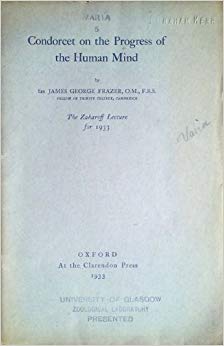 VARIA
5
GRAHAM KERR
Condorcet on the Progress of
the Human Mind
by
Sir JAMES GEORGE FRAZER, O.M., F.R.S.
FELLOW OF TRINITY COLLEGE, CAMBRIDGE
The Zaharoff Lecture
for 1933
Varia
OXFORD
At the Clarendon Press
1933
UNIVERSITY OF GLASGOW
ZOOLOGICAL LABORATORY
PRESENTED